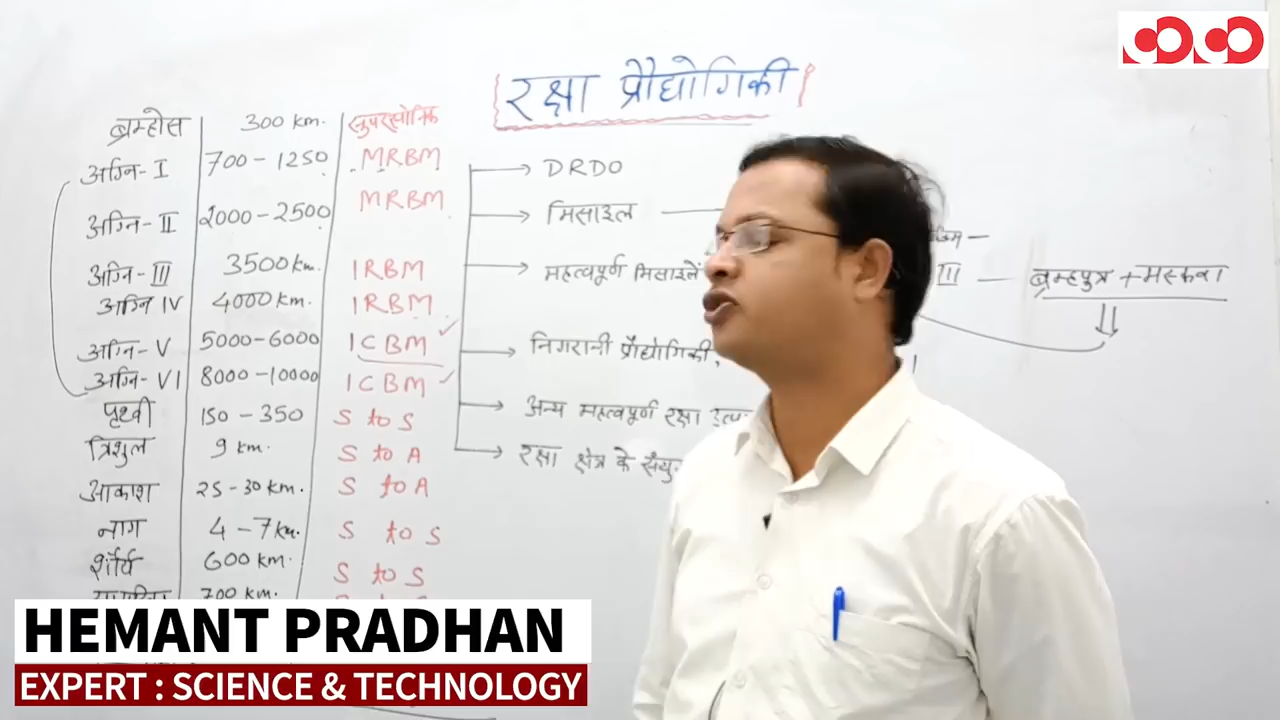 रक्षा प्रौद्योगिकी
ब्रम्होस 300 km. सुपरसोनिक
अग्नि-I 700-1250 MRBM
अग्नि-II 2000-2500 MRBM
अग्नि-III 3500 km. IRBM
अग्नि IV 4000 km. IRBM
अग्नि-V 5000-6000 ICBM
अग्नि-VI 8000-10000 ICBM
पृथ्वी 150-350 S to S
त्रिशुल 9 km. S to A
आकाश 25-30 km. S to A
नाग 4-7 km. S to S
शौर्य 600 km. S to S
700 km.
DRDO
मिसाइल
महत्वपूर्ण मिसाइलें
III - ब्रम्हपुत्र + मस्कवा
निगरानी प्रौद्योगिकी,
अन्य महत्वपूर्ण रक्षा
रक्षा क्षेत्र के
HEMANT PRADHAN
EXPERT : SCIENCE & TECHNOLOGY